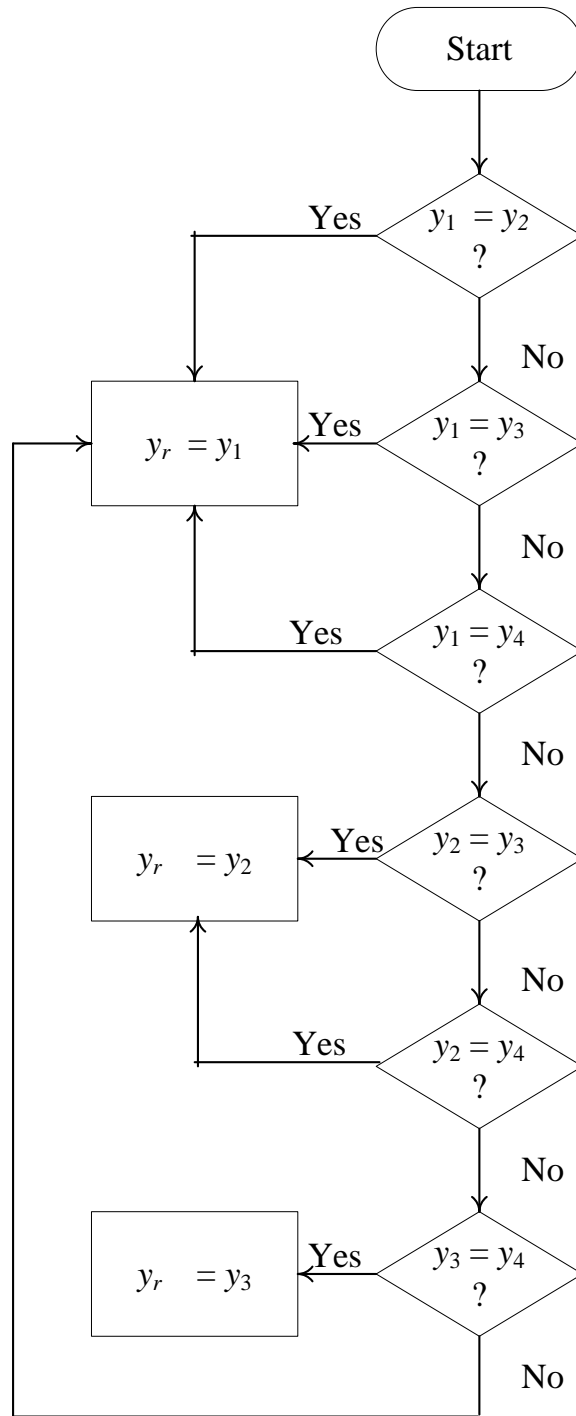 Start
Yes
y₁ = y₂
?
No
yᵣ = y₁
Yes
y₁ = y₃
?
No
Yes
y₁ = y₄
?
No
yᵣ = y₂
Yes
y₂ = y₃
?
No
Yes
y₂ = y₄
?
No
yᵣ = y₃
Yes
y₃ = y₄
?
No